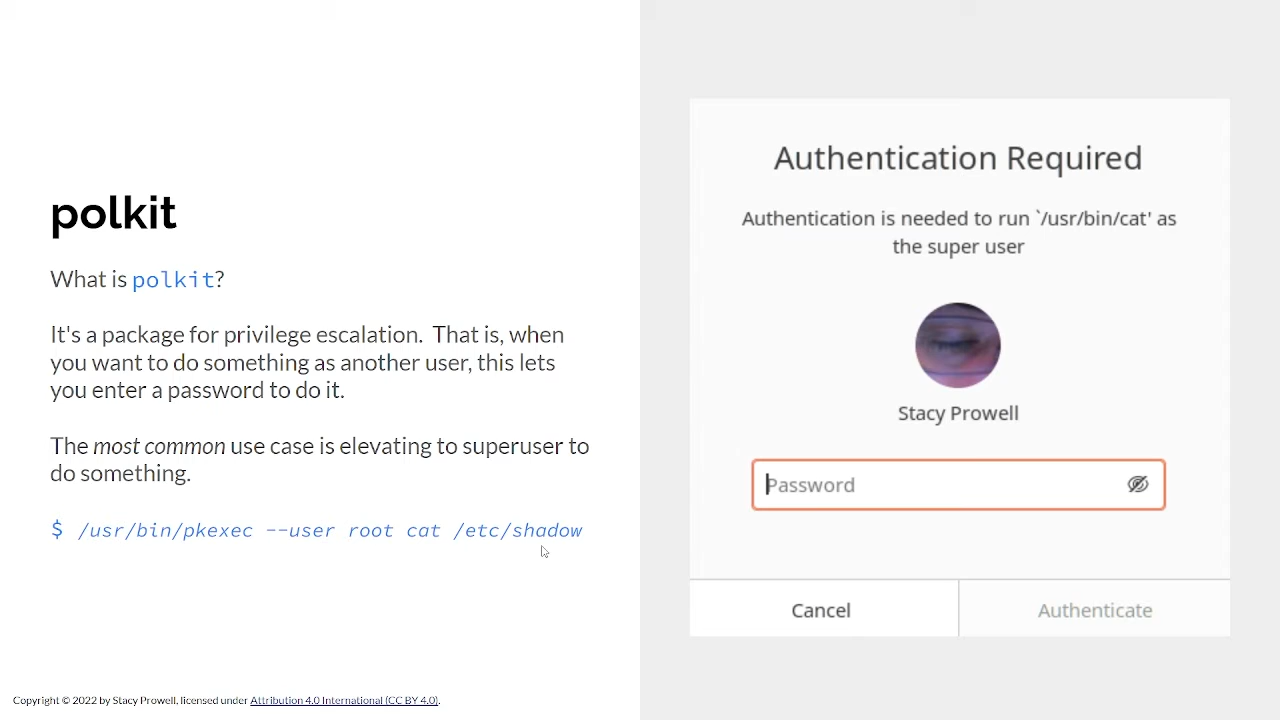 polkit
What is polkit?
It's a package for privilege escalation.  That is, when
you want to do something as another user, this lets
you enter a password to do it.
The most common use case is elevating to superuser to
do something.
$ /usr/bin/pkexec --user root cat /etc/shadow
Copyright © 2022 by Stacy Prowell, licensed under Attribution 4.0 International (CC BY 4.0).
Authentication Required
Authentication is needed to run `/usr/bin/cat' as
the super user
Stacy Prowell
Password
Cancel
Authenticate